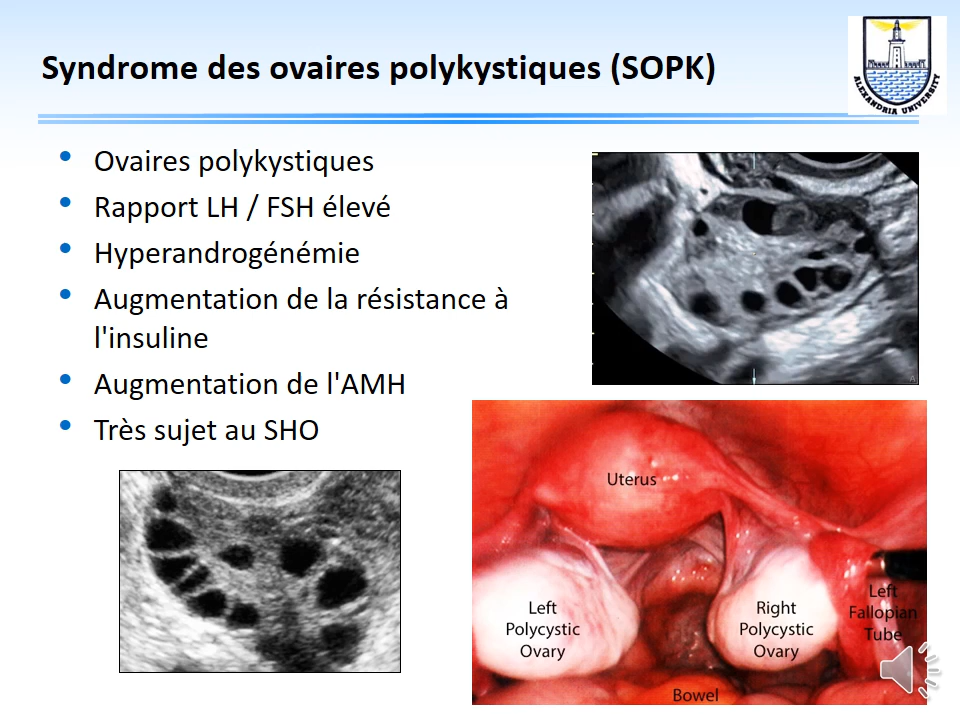 Syndrome des ovaires polykystiques (SOPK)
ALEXANDRIA UNIVERSITY
• Ovaires polykystiques
• Rapport LH / FSH élevé
• Hyperandrogénémie
• Augmentation de la résistance à
l'insuline
• Augmentation de l'AMH
• Très sujet au SHO
Uterus
Left
Polycystic
Ovary
Right
Polycystic
Ovary
Left
Fallopian
Tube
Bowel